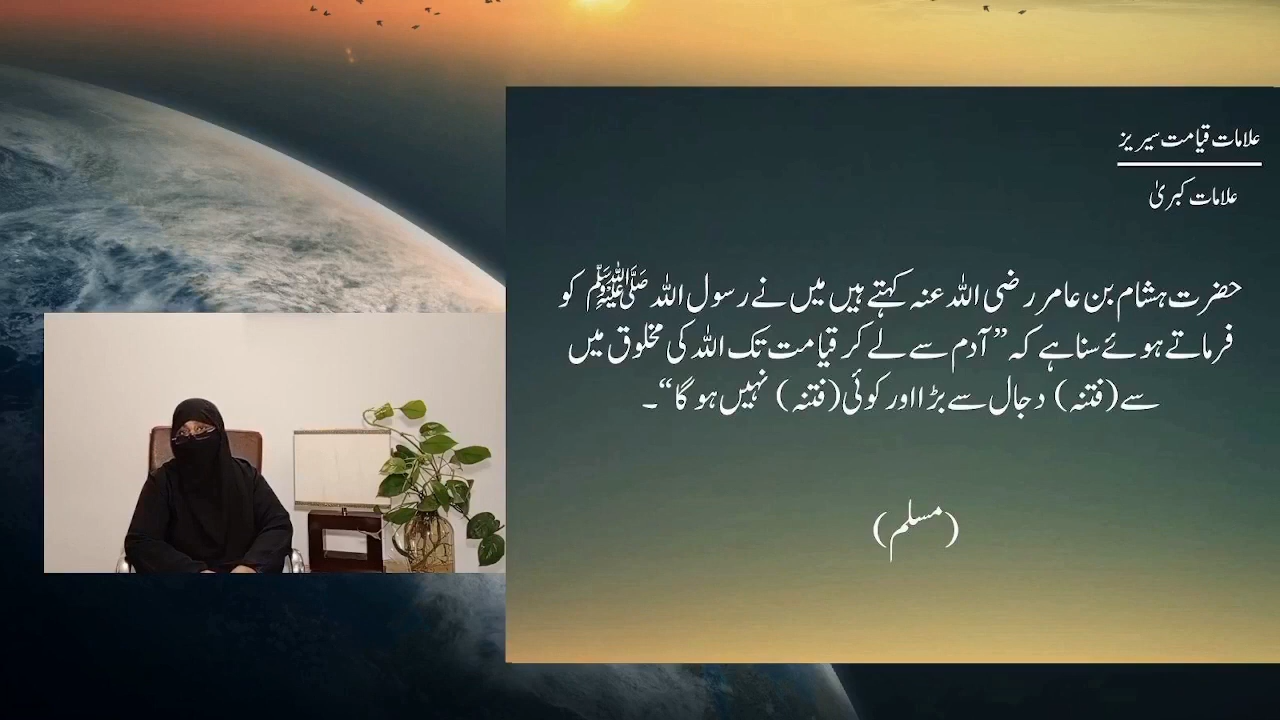 علامات قیامت سیریز
علامات کبریٰ
حضرت ہشام بن عامر رضی اللہ عنہ کہتے ہیں میں نے رسول اللہ ﷺ کو
فرماتے ہوئے سنا ہے کہ ”آدم سے لے کر قیامت تک اللہ کی مخلوق میں
سے (فتنہ) دجال سے بڑا اور کوئی (فتنہ) نہیں ہو گا“۔
(مسلم)